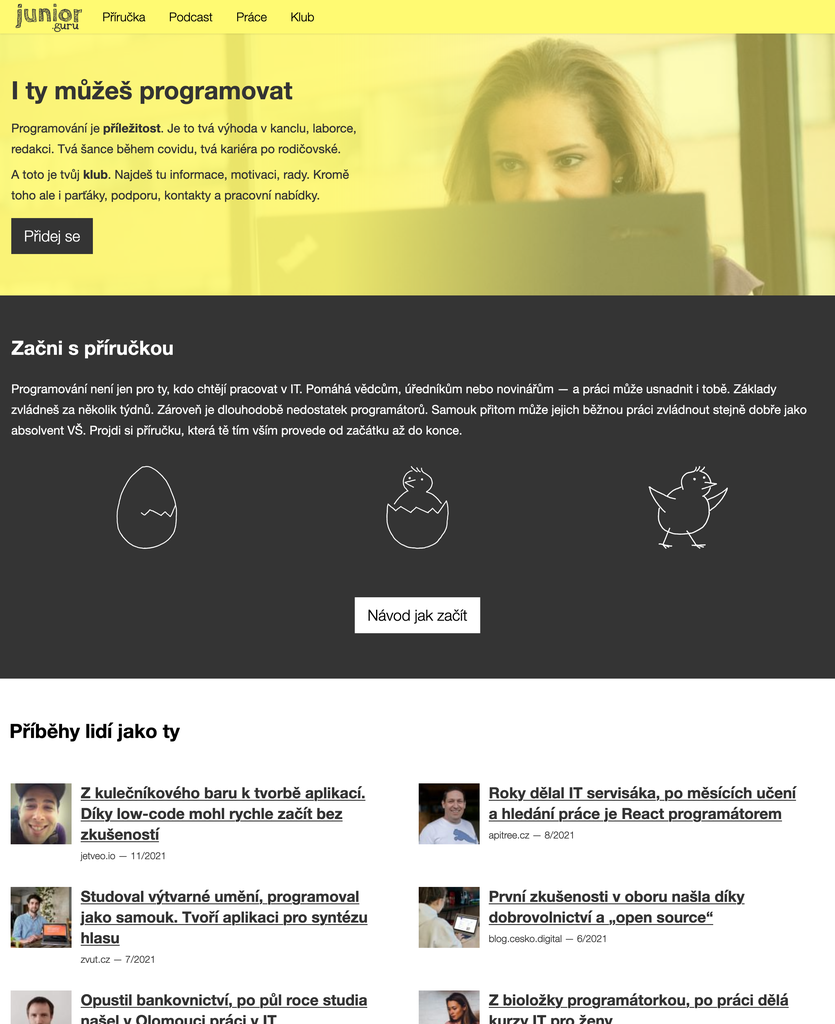 junior
.guru
Příručka
Podcast
Práce
Klub
I ty můžeš programovat
Programování je příležitost. Je to tvá výhoda v kanclu, laborce,
redakci. Tvá šance během covidu, tvá kariéra po rodičovské.
A toto je tvůj klub. Najdeš tu informace, motivaci, rady. Kromě
toho ale i parťáky, podporu, kontakty a pracovní nabídky.
Přidej se
Začni s příručkou
Programování není jen pro ty, kdo chtějí pracovat v IT. Pomáhá vědcům, úředníkům nebo novinářům — a práci může usnadnit i tobě. Základy
zvládneš za několik týdnů. Zároveň je dlouhodobě nedostatek programátorů. Samouk přitom může jejich běžnou práci zvládnout stejně dobře jako
absolvent VŠ. Projdi si příručku, která tě tím vším provede od začátku až do konce.
Návod jak začít
Příběhy lidí jako ty
Z kulečníkového baru k tvorbě aplikací.
Díky low-code mohl rychle začít bez
zkušeností
jetveo.io — 11/2021
Roky dělal IT servisáka, po měsících učení
a hledání práce je React programátorem
apitree.cz — 8/2021
Studoval výtvarné umění, programoval
jako samouk. Tvoří aplikaci pro syntézu
hlasu
zvut.cz — 7/2021
První zkušenosti v oboru našla díky
dobrovolnictví a „open source“
blog.cesko.digital — 6/2021
Opustil bankovnictví, po půl roce studia
našel v Olomouci práci v IT
Z bioložky programátorkou, po práci dělá
kurzy IT pro ženy